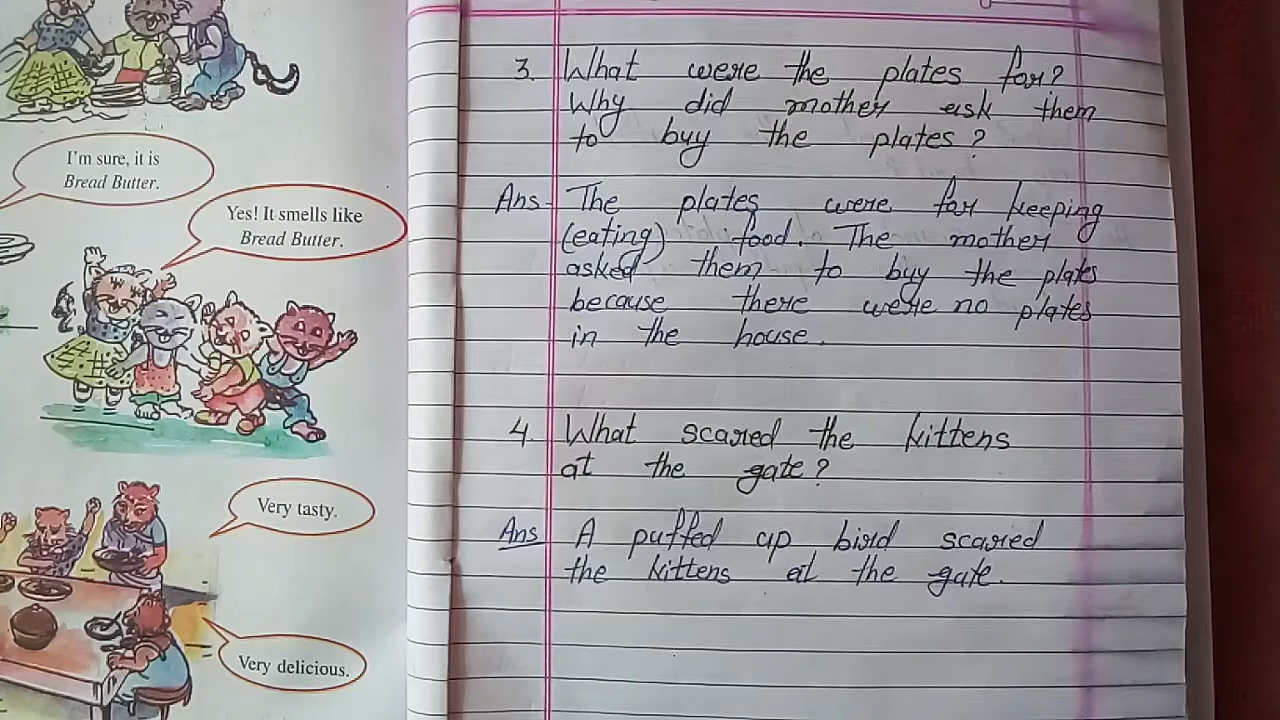 I'm sure, it is
Bread Butter.
Yes! It smells like
Bread Butter.
Very tasty.
Very delicious.
3. What were the plates for?
Why did mother ask them
to buy the plates?
Ans- The plates were for keeping
(eating) food. The mother
asked them to buy the plates
because there were no plates
in the house.
4. What scared the kittens
at the gate?
Ans A puffed up bird scared
the kittens at the gate.